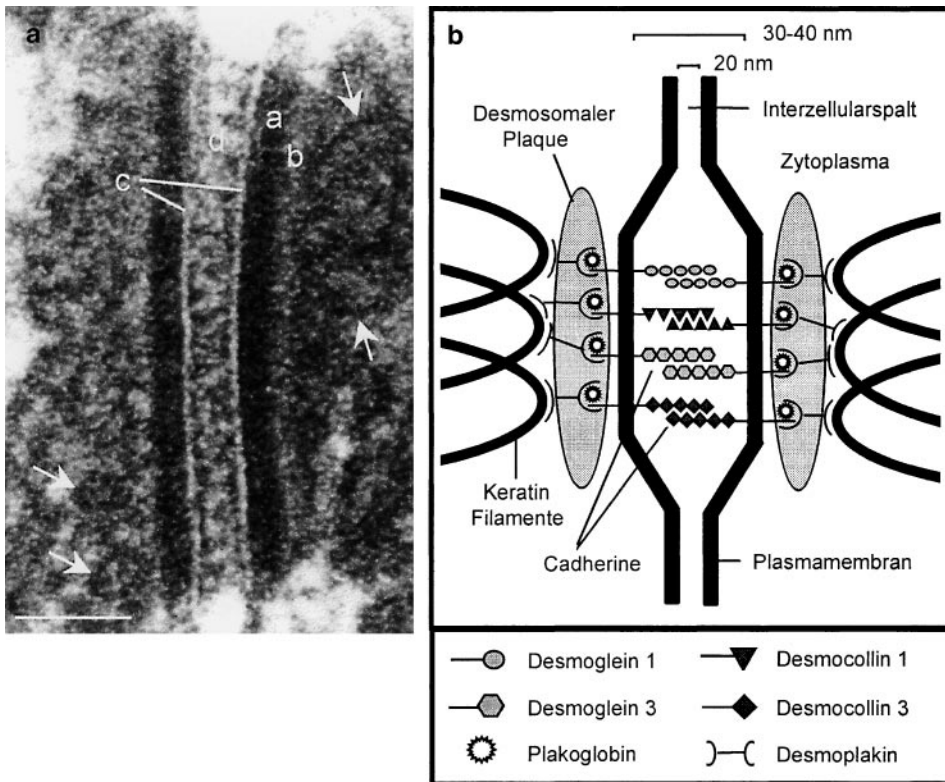 a
a
d
b
c
b
30-40 nm
20 nm
Desmosomaler
Plaque
Interzellularspalt
Zytoplasma
Keratin
Filamente
Cadherine
Plasmamembran
Desmoglein 1
Desmocollin 1
Desmoglein 3
Desmocollin 3
Plakoglobin
Desmoplakin